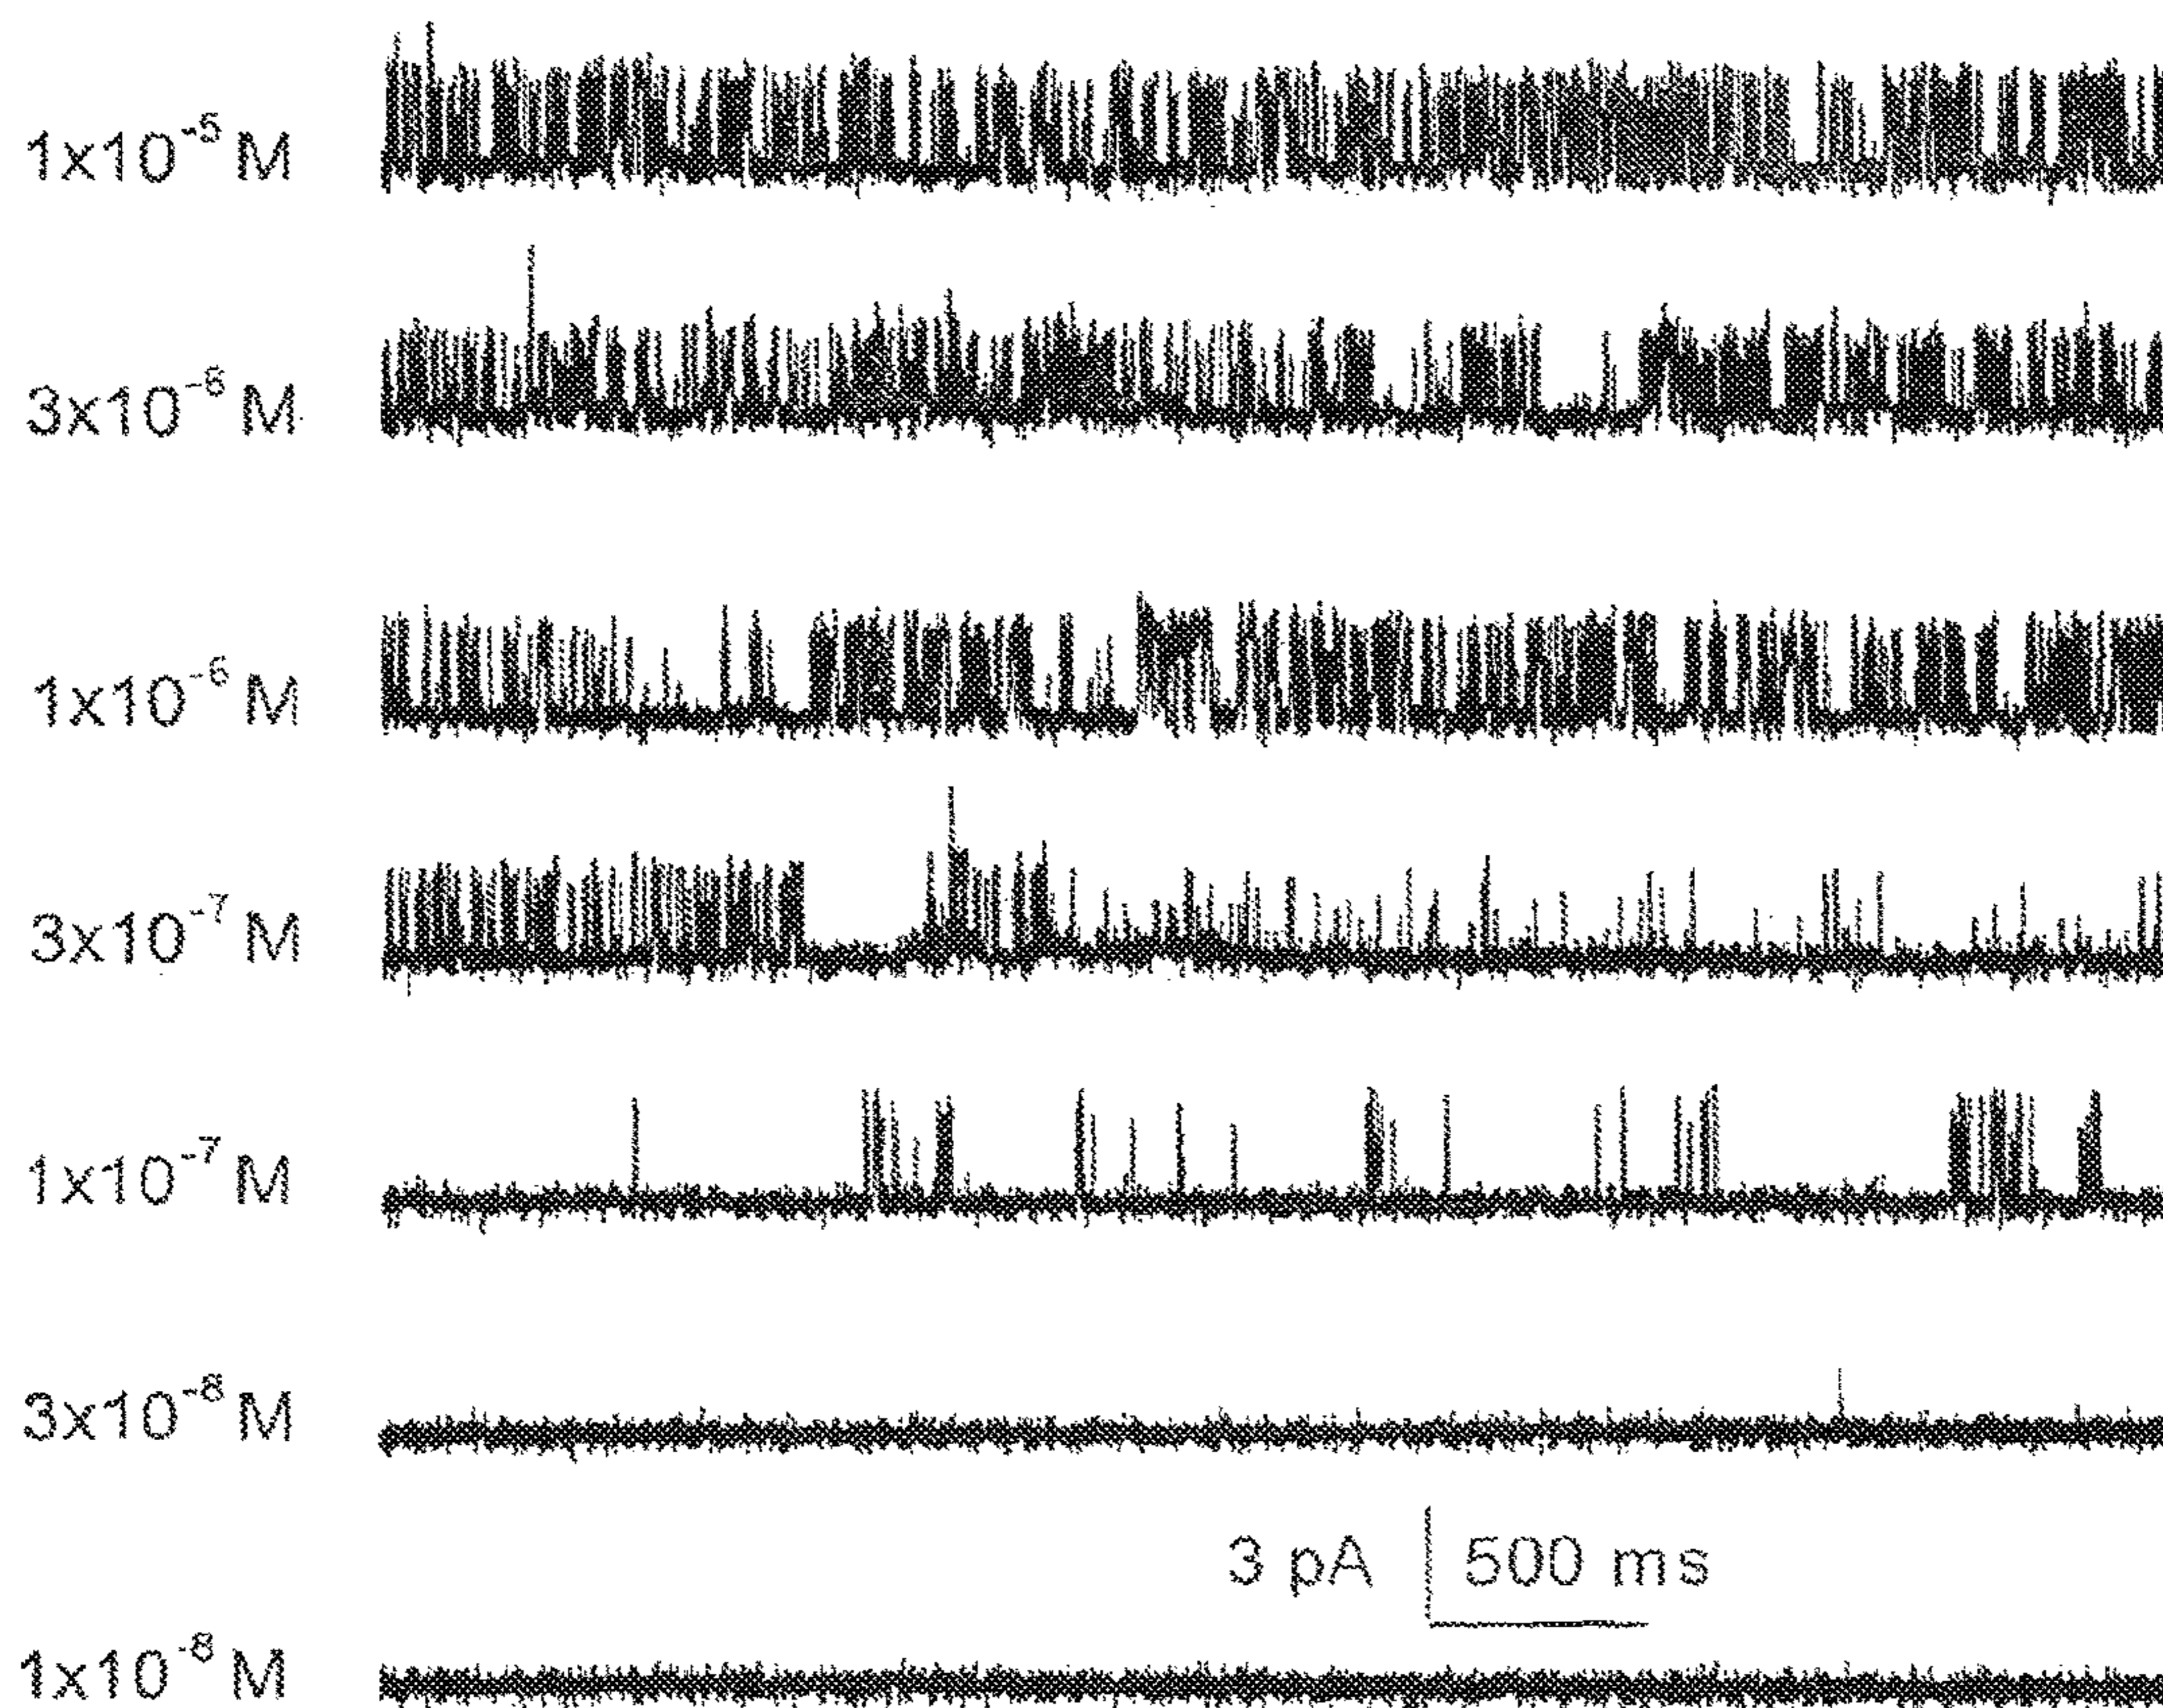 1x10⁻⁵ M
3x10⁻⁶ M
1x10⁻⁶ M
3x10⁻⁷ M
1x10⁻⁷ M
3x10⁻⁸ M
3 pA 500 ms
1x10⁻⁸ M